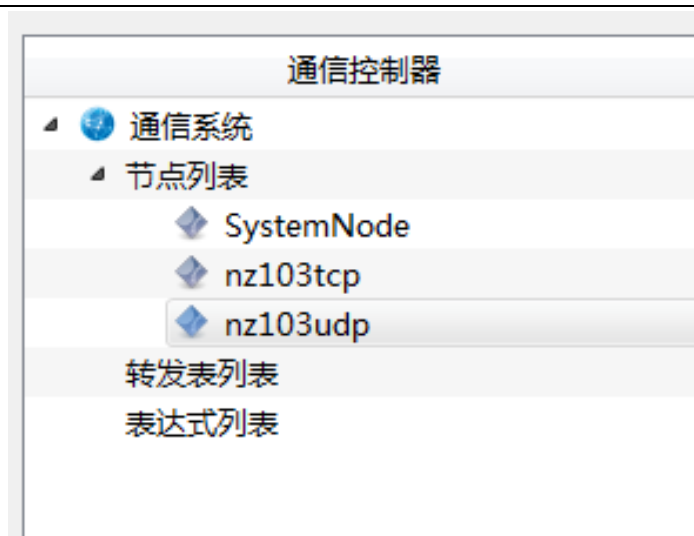 通信控制器
通信系统
节点列表
SystemNode
nz103tcp
nz103udp
转发表列表
表达式列表